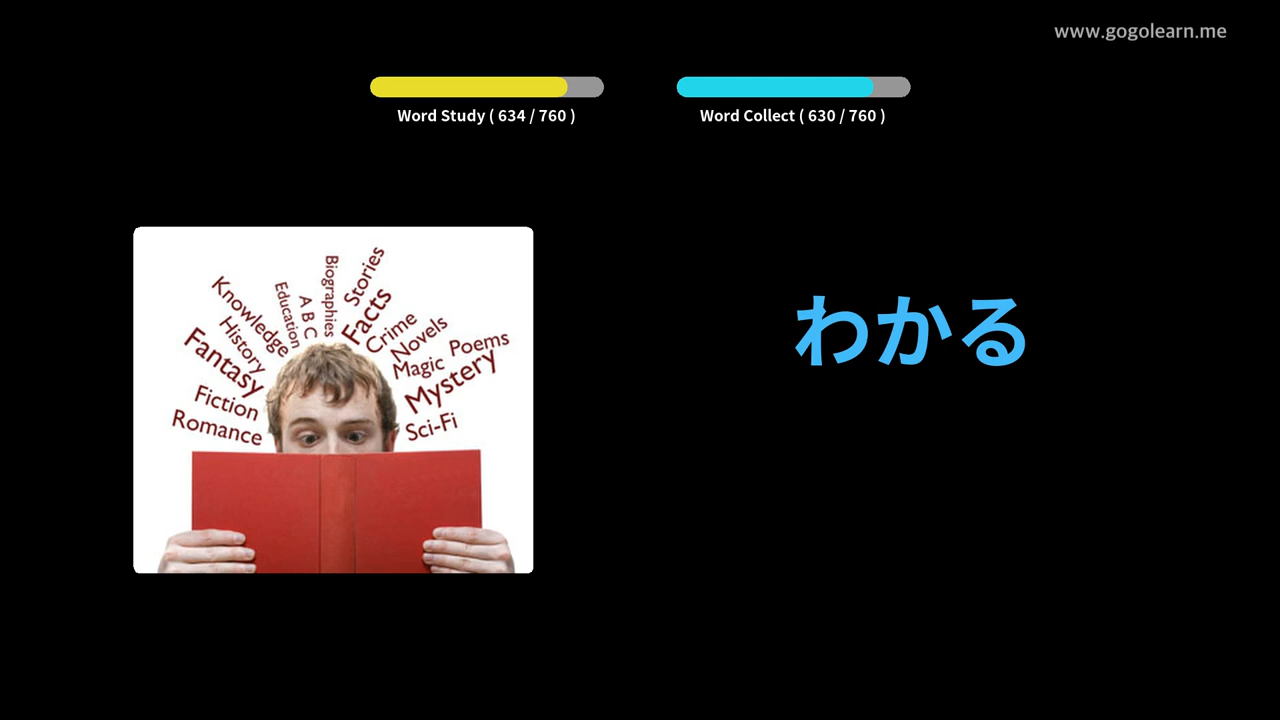 www.gogolearn.me
Word Study ( 634 / 760 )
Word Collect ( 630 / 760 )
わかる
Biographies
Stories
Education
A B C
Facts
Knowledge
History
Crime
Novels
Fantasy
Magic
Poems
Mystery
Fiction
Romance
Sci-Fi